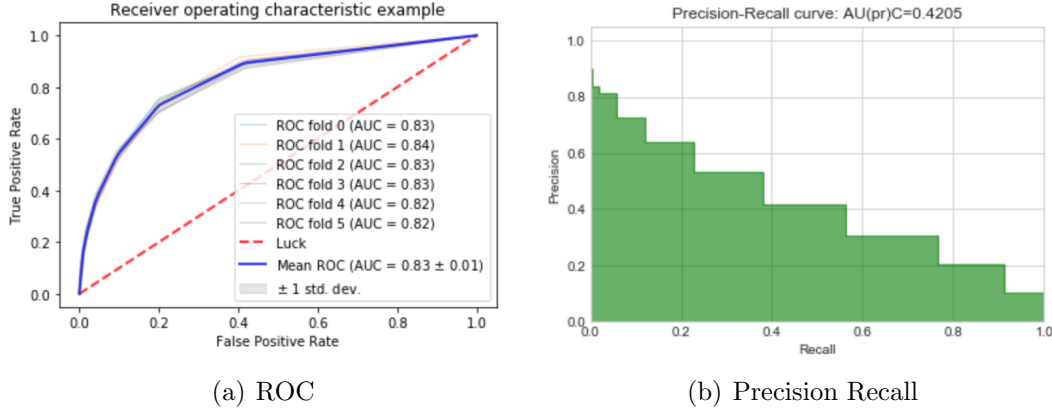 Receiver operating characteristic example
True Positive Rate
1.0
0.8
0.6
0.4
0.2
0.0
ROC fold 0 (AUC = 0.83)
ROC fold 1 (AUC = 0.84)
ROC fold 2 (AUC = 0.83)
ROC fold 3 (AUC = 0.83)
ROC fold 4 (AUC = 0.82)
ROC fold 5 (AUC = 0.82)
Luck
Mean ROC (AUC = 0.83 ± 0.01)
± 1 std. dev.
0.0 0.2 0.4 0.6 0.8 1.0
False Positive Rate
(a) ROC
Precision-Recall curve: AU(pr)C=0.4205
Precision
1.0
0.8
0.6
0.4
0.2
0.0
0.0 0.2 0.4 0.6 0.8 1.0
Recall
(b) Precision Recall